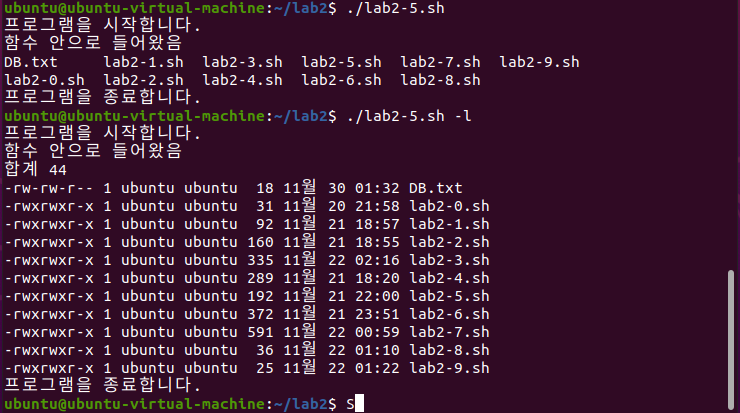 ubuntu@ubuntu-virtual-machine:~/lab2$ ./lab2-5.sh
프로그램을 시작합니다.
함수 안으로 들어왔음
DB.txt     lab2-1.sh  lab2-3.sh  lab2-5.sh  lab2-7.sh  lab2-9.sh
lab2-0.sh  lab2-2.sh  lab2-4.sh  lab2-6.sh  lab2-8.sh
프로그램을 종료합니다.
ubuntu@ubuntu-virtual-machine:~/lab2$ ./lab2-5.sh -l
프로그램을 시작합니다.
함수 안으로 들어왔음
합계 44
-rw-rw-r-- 1 ubuntu ubuntu  18 11월 30 01:32 DB.txt
-rwxrwxr-x 1 ubuntu ubuntu  31 11월 20 21:58 lab2-0.sh
-rwxrwxr-x 1 ubuntu ubuntu  92 11월 21 18:57 lab2-1.sh
-rwxrwxr-x 1 ubuntu ubuntu 160 11월 21 18:55 lab2-2.sh
-rwxrwxr-x 1 ubuntu ubuntu 335 11월 22 02:16 lab2-3.sh
-rwxrwxr-x 1 ubuntu ubuntu 289 11월 21 18:20 lab2-4.sh
-rwxrwxr-x 1 ubuntu ubuntu 192 11월 21 22:00 lab2-5.sh
-rwxrwxr-x 1 ubuntu ubuntu 372 11월 21 23:51 lab2-6.sh
-rwxrwxr-x 1 ubuntu ubuntu 591 11월 22 00:59 lab2-7.sh
-rwxrwxr-x 1 ubuntu ubuntu  36 11월 22 01:10 lab2-8.sh
-rwxrwxr-x 1 ubuntu ubuntu  25 11월 22 01:22 lab2-9.sh
프로그램을 종료합니다.
ubuntu@ubuntu-virtual-machine:~/lab2$ S